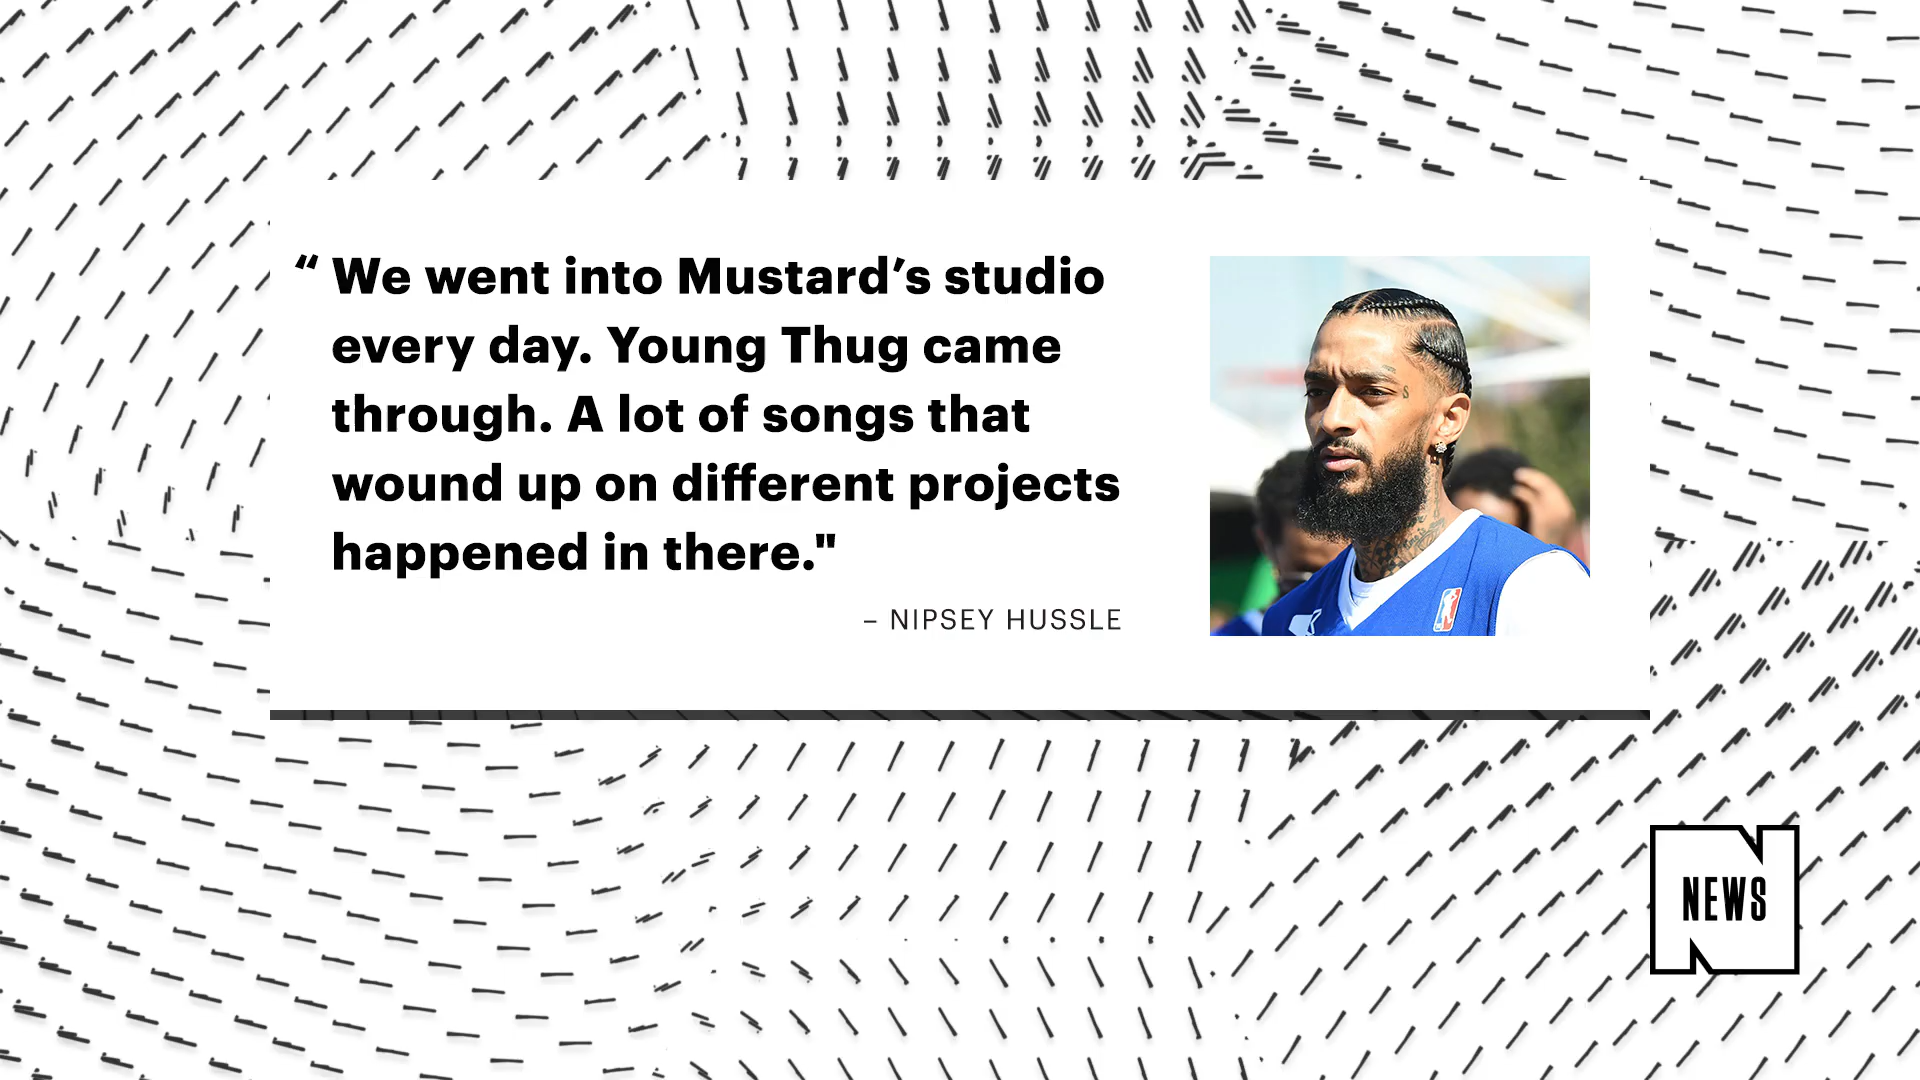 “ We went into Mustard’s studio
every day. Young Thug came
through. A lot of songs that
wound up on different projects
happened in there."
– NIPSEY HUSSLE
NEWS